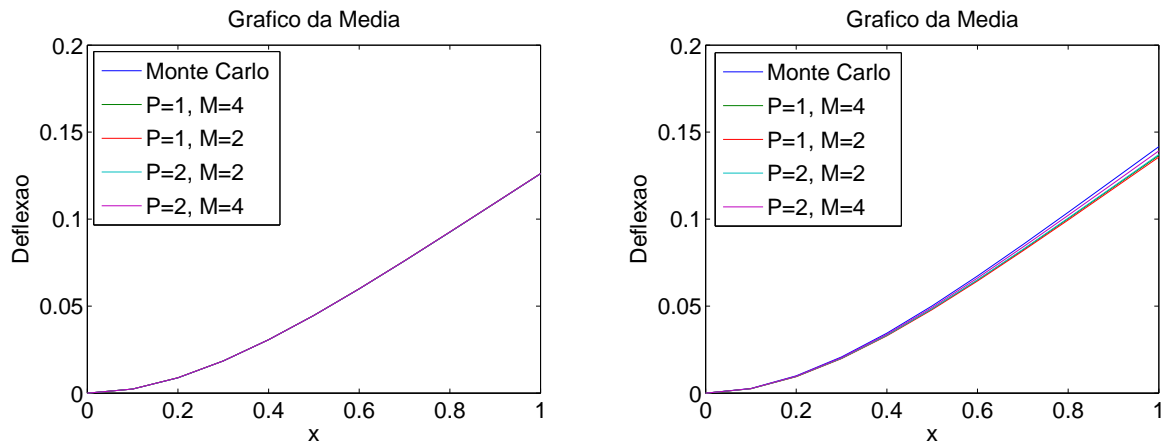 Grafico da Media
0.2
0.15
0.1
0.05
0
Deflexao
Monte Carlo
P=1, M=4
P=1, M=2
P=2, M=2
P=2, M=4
0 0.2 0.4 0.6 0.8 1
x
Grafico da Media
0.2
0.15
0.1
0.05
0
Deflexao
Monte Carlo
P=1, M=4
P=1, M=2
P=2, M=2
P=2, M=4
0 0.2 0.4 0.6 0.8 1
x